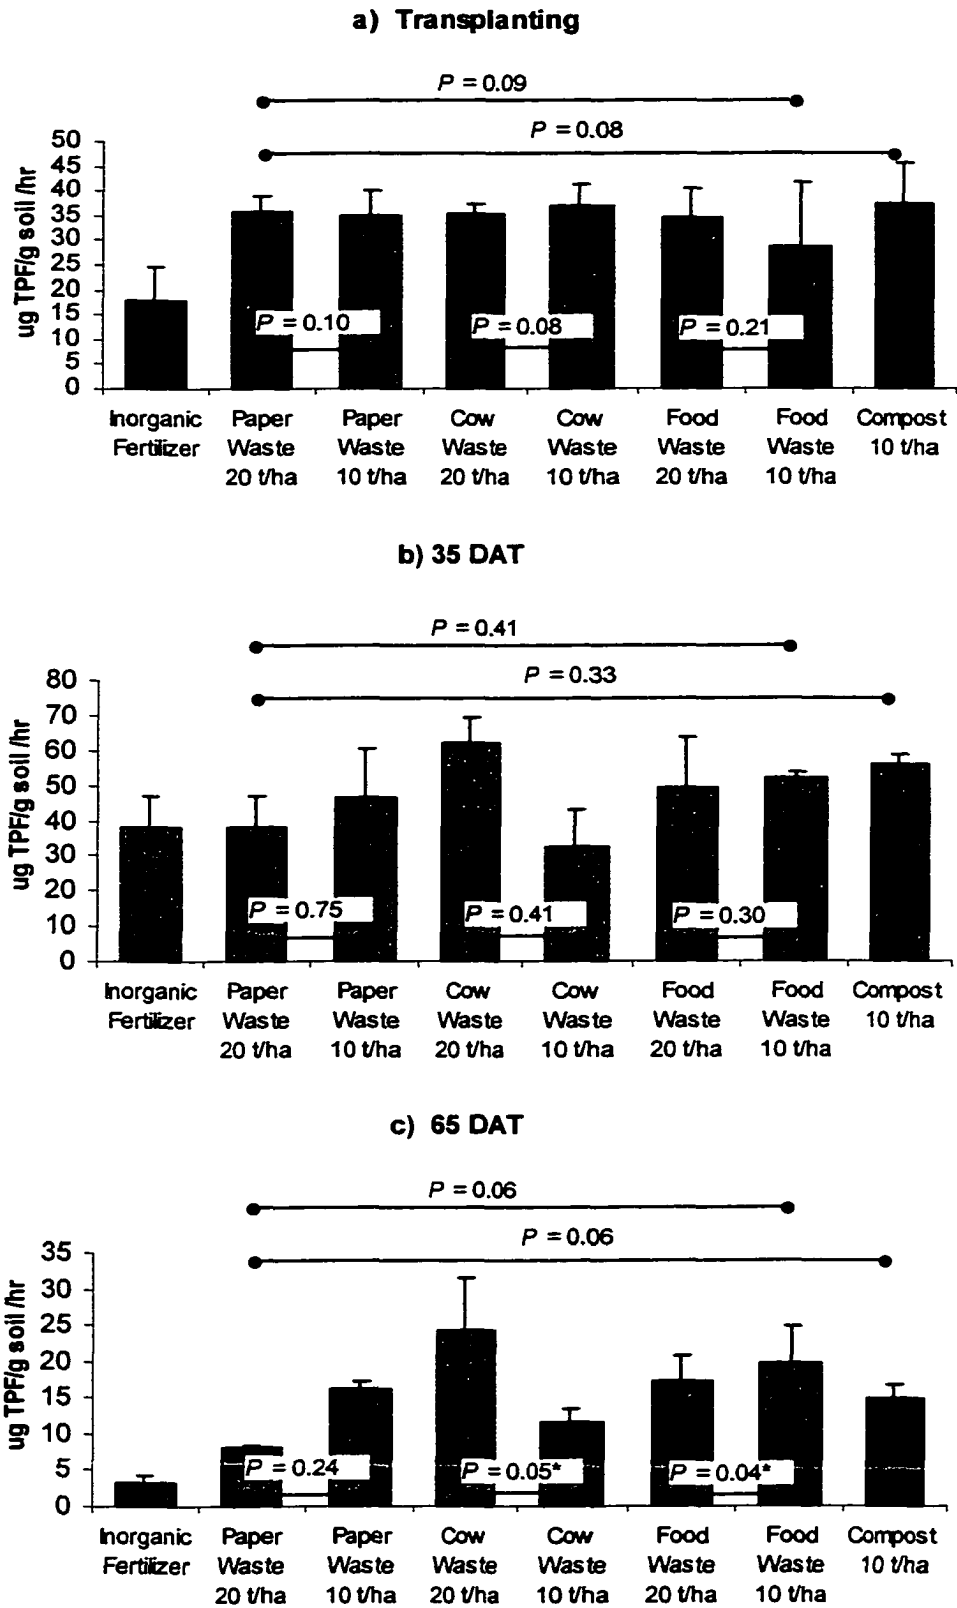 a) Transplanting
P = 0.09
P = 0.08
ug TPF/g soil /hr
50
45
40
35
30
25
20
15
10
5
0
P = 0.10
P = 0.08
P = 0.21
Inorganic Fertilizer
Paper Waste 20 t/ha
Paper Waste 10 t/ha
Cow Waste 20 t/ha
Cow Waste 10 t/ha
Food Waste 20 t/ha
Food Waste 10 t/ha
Compost 10 t/ha
b) 35 DAT
P = 0.41
P = 0.33
ug TPF/g soil /hr
80
70
60
50
40
30
20
10
0
P = 0.75
P = 0.41
P = 0.30
Inorganic Fertilizer
Paper Waste 20 t/ha
Paper Waste 10 t/ha
Cow Waste 20 t/ha
Cow Waste 10 t/ha
Food Waste 20 t/ha
Food Waste 10 t/ha
Compost 10 t/ha
c) 65 DAT
P = 0.06
P = 0.06
ug TPF/g soil /hr
35
30
25
20
15
10
5
0
P = 0.24
P = 0.05*
P = 0.04*
Inorganic Fertilizer
Paper Waste 20 t/ha
Paper Waste 10 t/ha
Cow Waste 20 t/ha
Cow Waste 10 t/ha
Food Waste 20 t/ha
Food Waste 10 t/ha
Compost 10 t/ha